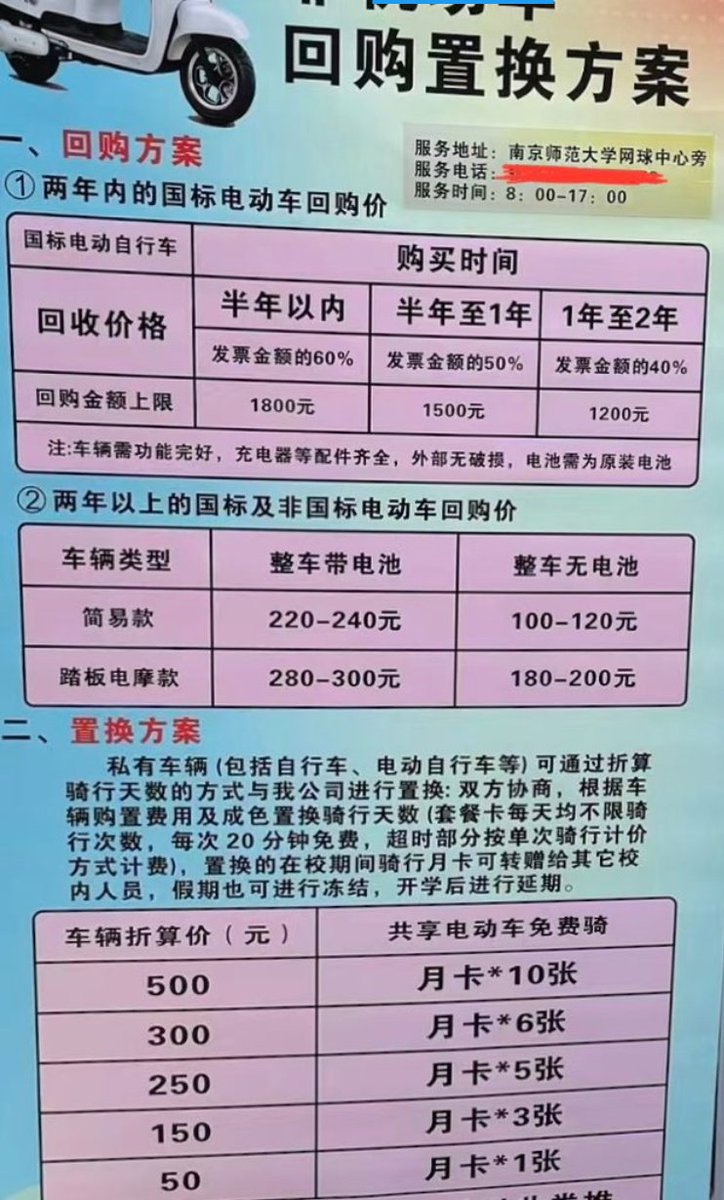 回购置换方案
一、回购方案
服务地址：南京师范大学网球中心旁
服务电话：
服务时间：8：00-17：00
①两年内的国标电动车回购价
国标电动自行车 购买时间
回收价格 半年以内 半年至1年 1年至2年
发票金额的60% 发票金额的50% 发票金额的40%
回购金额上限 1800元 1500元 1200元
注:车辆需功能完好，充电器等配件齐全，外部无破损，电池需为原装电池
②两年以上的国标及非国标电动车回购价
车辆类型 整车带电池 整车无电池
简易款 220-240元 100-120元
踏板电摩款 280-300元 180-200元
二、置换方案
私有车辆(包括自行车、电动自行车等)可通过折算
骑行天数的方式与我公司进行置换:双方协商，根据车
辆购置费用及成色置换骑行天数(套餐卡每天均不限骑
行次数，每次20分钟免费，超时部分按单次骑行计价
方式计费)，置换的在校期间骑行月卡可转赠给其它校
内人员，假期也可进行冻结，开学后进行延期。
车辆折算价（元） 共享电动车免费骑
500 月卡*10张
300 月卡*6张
250 月卡*5张
150 月卡*3张
50 月卡*1张